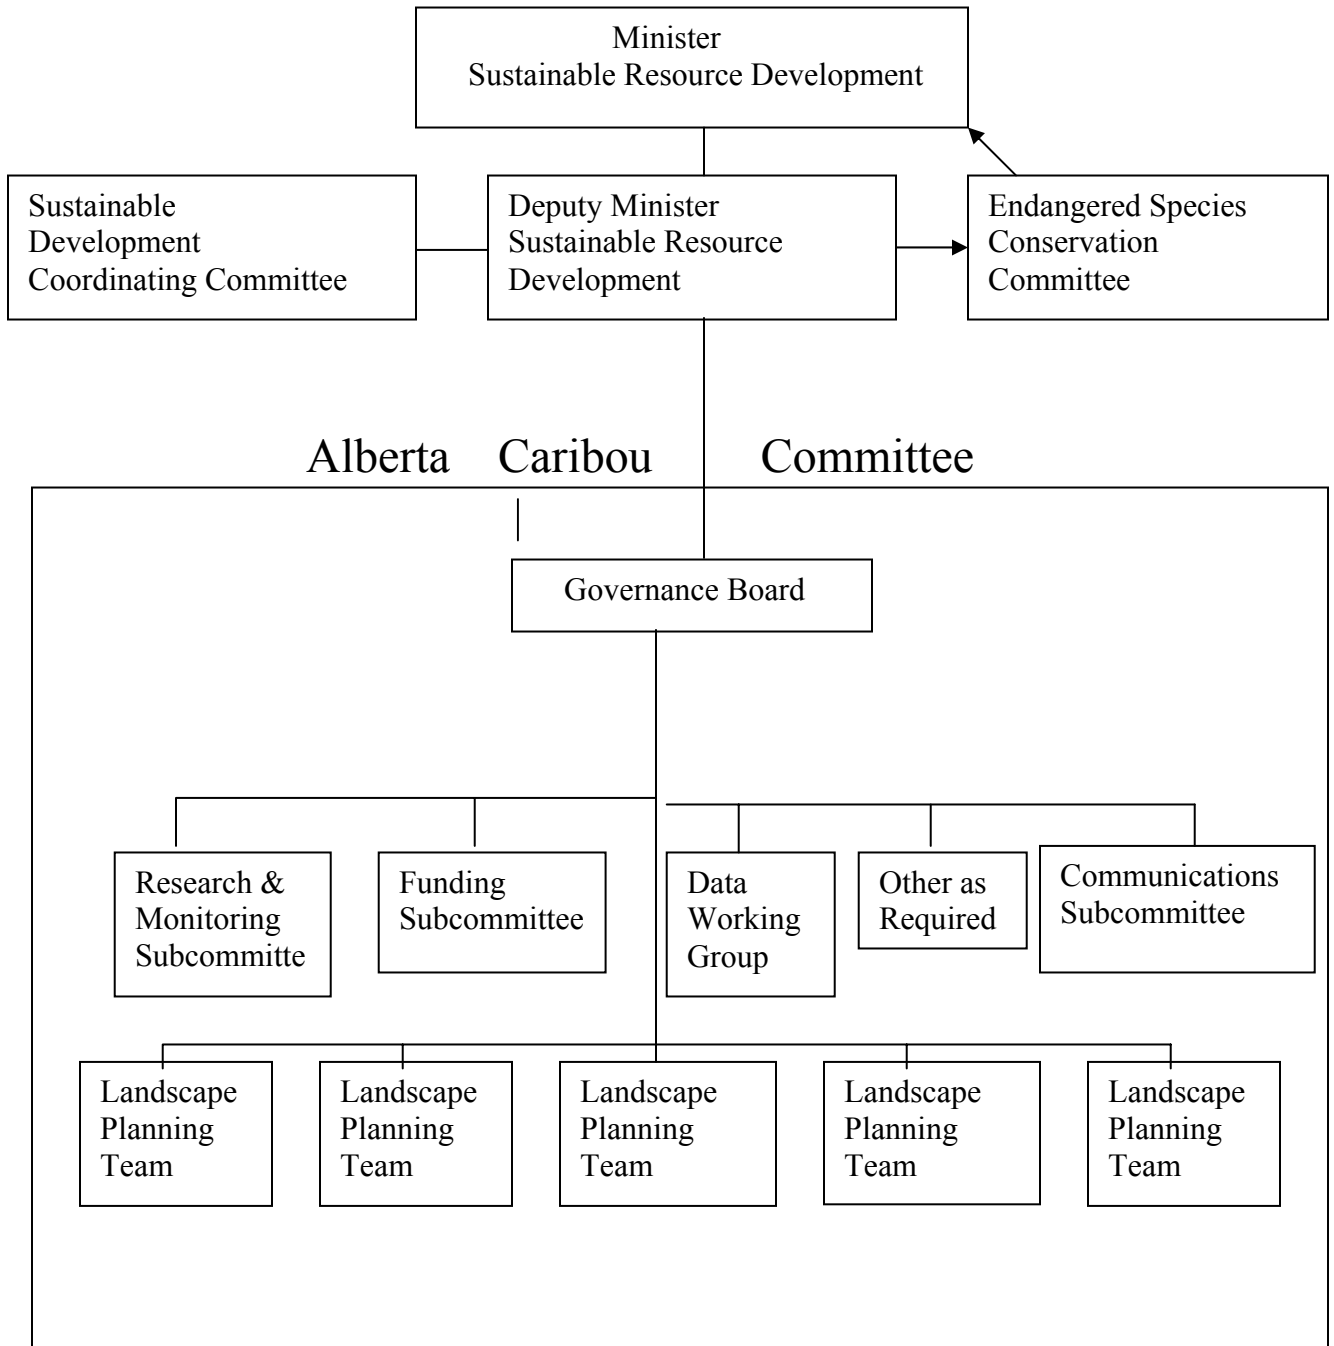 Minister
Sustainable Resource Development
Sustainable
Development
Coordinating Committee
Deputy Minister
Sustainable Resource
Development
Endangered Species
Conservation
Committee
Alberta Caribou Committee
Governance Board
Research &
Monitoring
Subcommitte
Funding
Subcommittee
Data
Working
Group
Other as
Required
Communications
Subcommittee
Landscape
Planning
Team
Landscape
Planning
Team
Landscape
Planning
Team
Landscape
Planning
Team
Landscape
Planning
Team